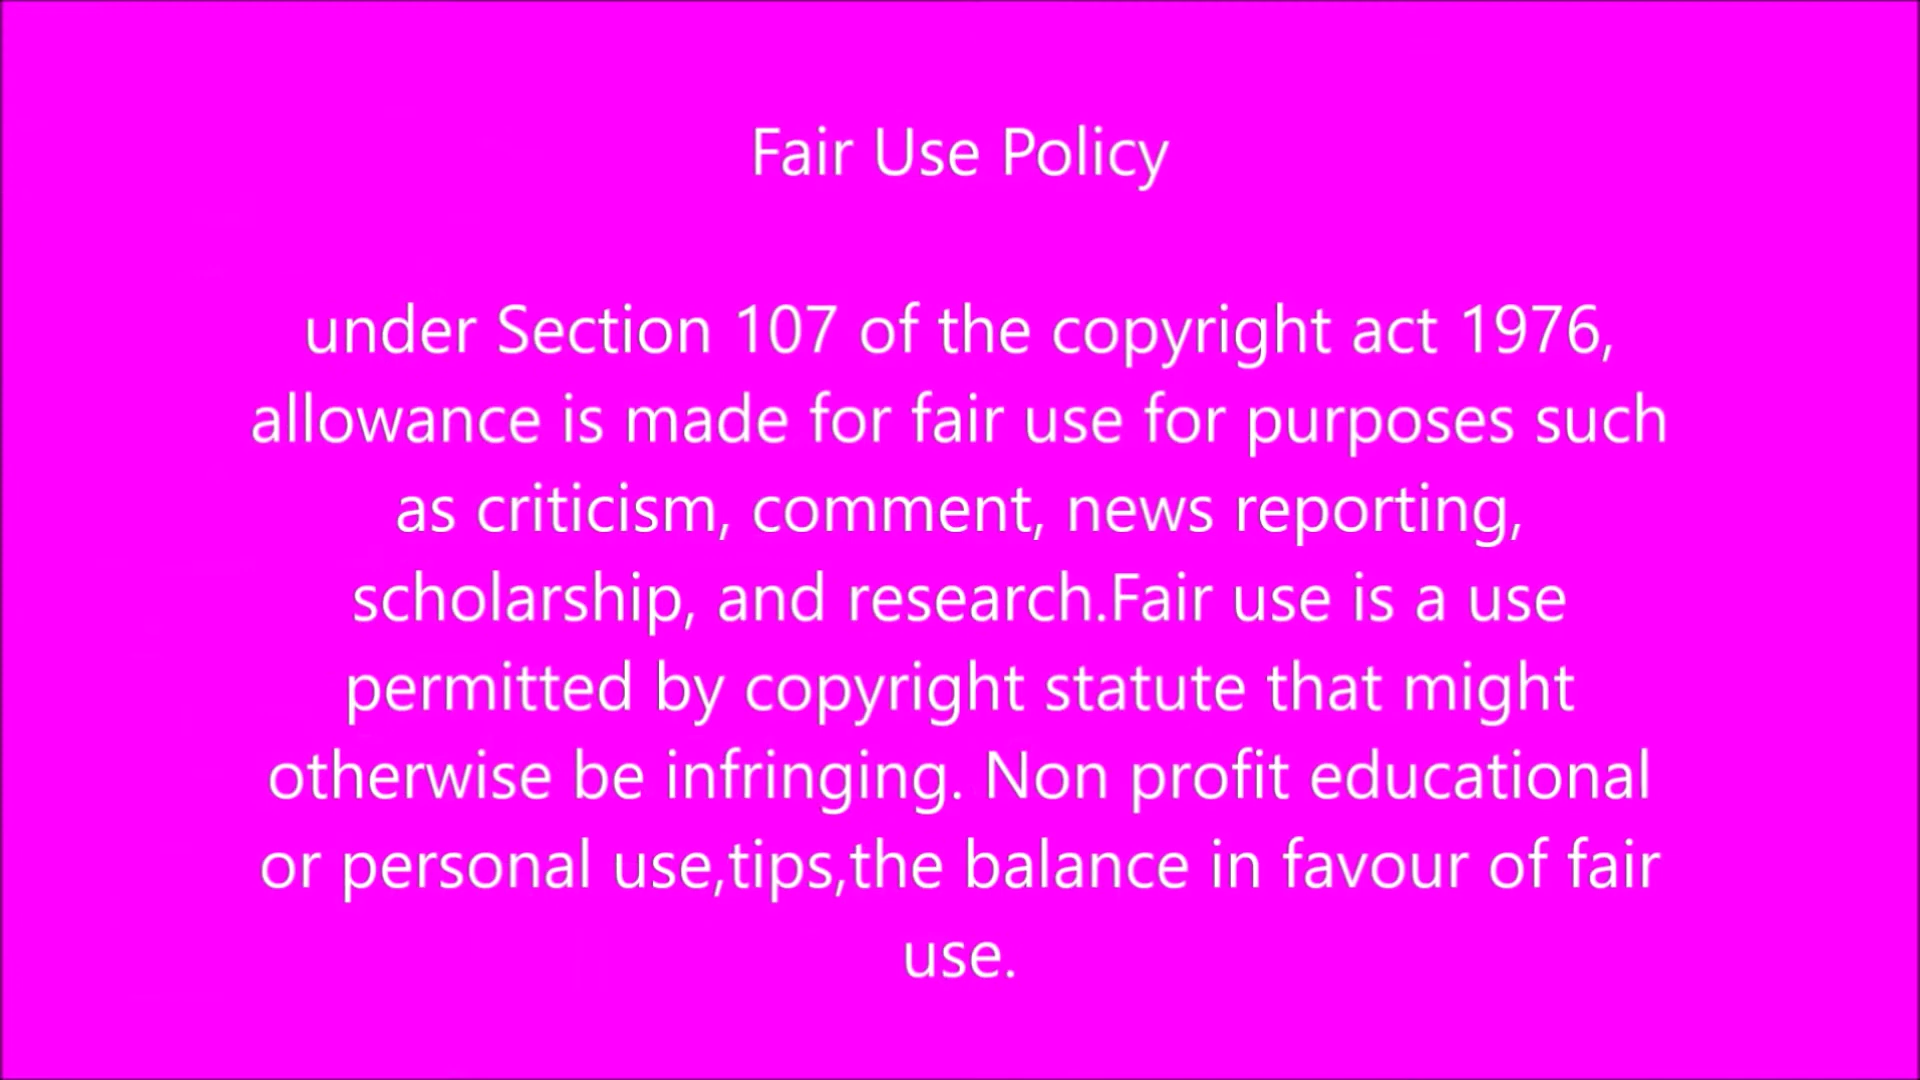 Fair Use Policy
under Section 107 of the copyright act 1976,
allowance is made for fair use for purposes such
as criticism, comment, news reporting,
scholarship, and research.Fair use is a use
permitted by copyright statute that might
otherwise be infringing. Non profit educational
or personal use,tips,the balance in favour of fair
use.